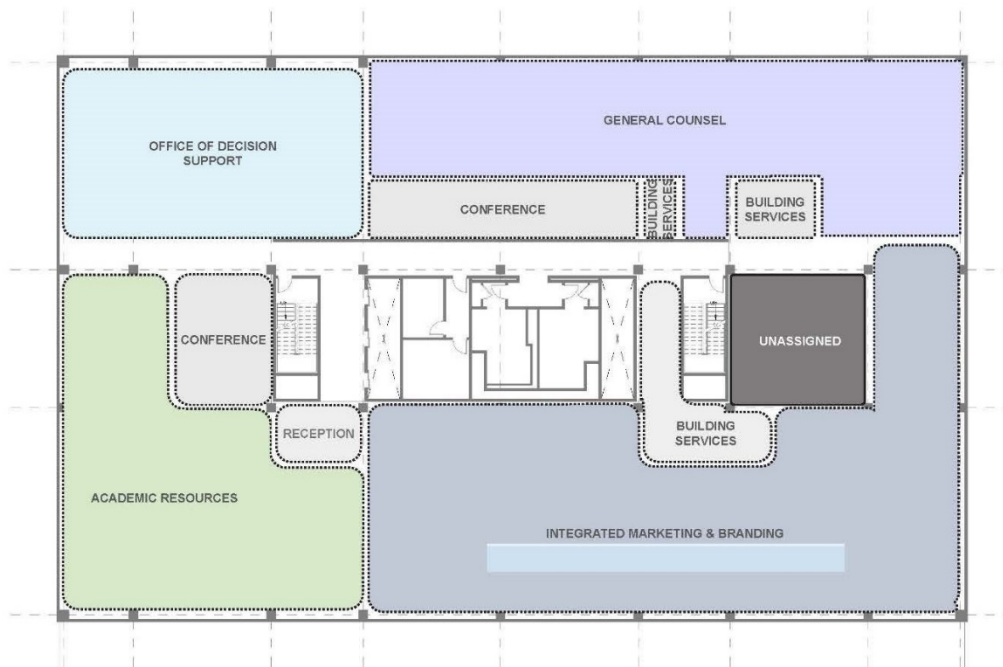 OFFICE OF DECISION
SUPPORT
GENERAL COUNSEL
CONFERENCE
BUILDING
SERVICES
BUILDING
SERVICES
CONFERENCE
UNASSIGNED
RECEPTION
BUILDING
SERVICES
ACADEMIC RESOURCES
INTEGRATED MARKETING & BRANDING